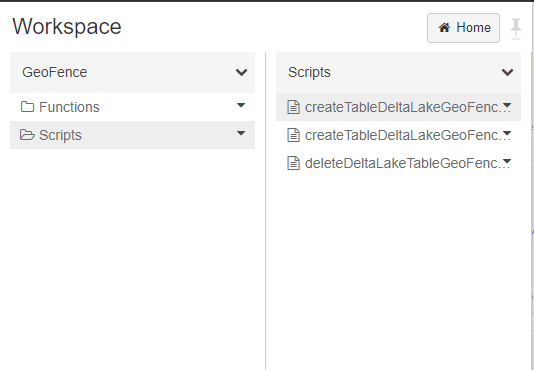 Workspace
Home
GeoFence
Functions
Scripts
Scripts
createTableDeltaLakeGeoFenc...
createTableDeltaLakeGeoFenc...
deleteDeltaLakeTableGeoFenc...